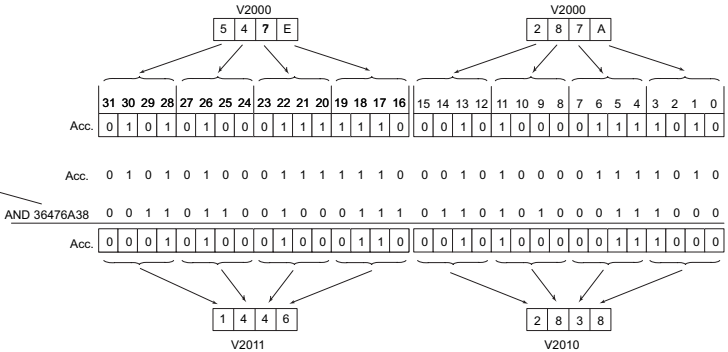 V2000 V2000
5 4 7 E 2 8 7 A
31 30 29 28 27 26 25 24 23 22 21 20 19 18 17 16 15 14 13 12 11 10 9 8 7 6 5 4 3 2 1 0
Acc. 0 1 0 1 0 1 0 0 0 1 1 1 1 1 1 0 0 0 1 0 1 0 0 0 0 1 1 1 1 0 1 0
Acc. 0 1 0 1 0 1 0 0 0 1 1 1 1 1 1 0 0 0 1 0 1 0 0 0 0 1 1 1 1 0 1 0
AND 36476A38 0 0 1 1 0 1 1 0 0 1 0 0 0 1 1 1 0 1 1 0 1 0 1 0 0 0 1 1 1 0 0 0
Acc. 0 0 0 1 0 1 0 0 0 1 0 0 0 1 1 0 0 0 1 0 1 0 0 0 0 0 1 1 1 0 0 0
1 4 4 6 2 8 3 8
V2011 V2010